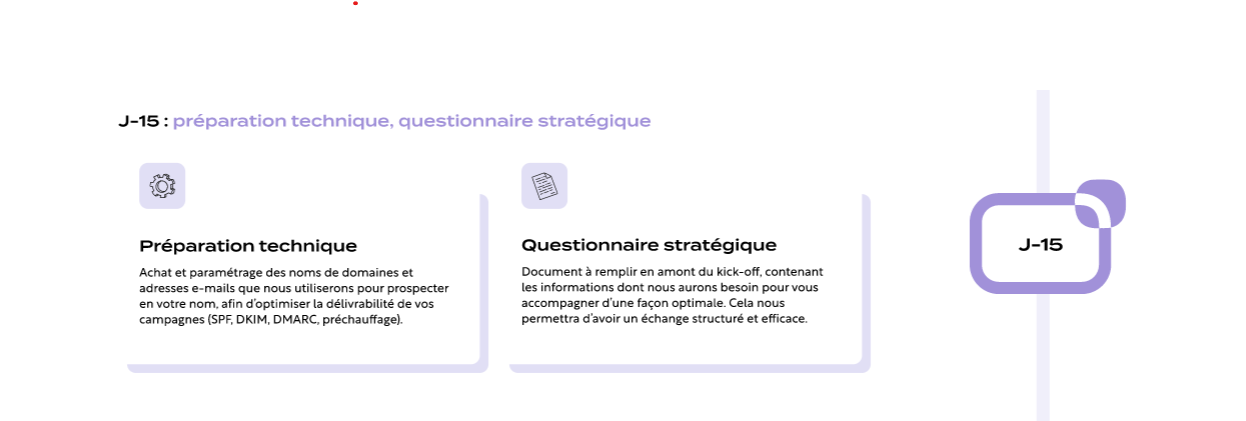 J-15 : préparation technique, questionnaire stratégique
Préparation technique
Achat et paramétrage des noms de domaines et
adresses e-mails que nous utiliserons pour prospecter
en votre nom, afin d'optimiser la délivrabilité de vos
campagnes (SPF, DKIM, DMARC, préchauffage).
Questionnaire stratégique
Document à remplir en amont du kick-off, contenant
les informations dont nous aurons besoin pour vous
accompagner d'une façon optimale. Cela nous
permettra d'avoir un échange structuré et efficace.
J-15